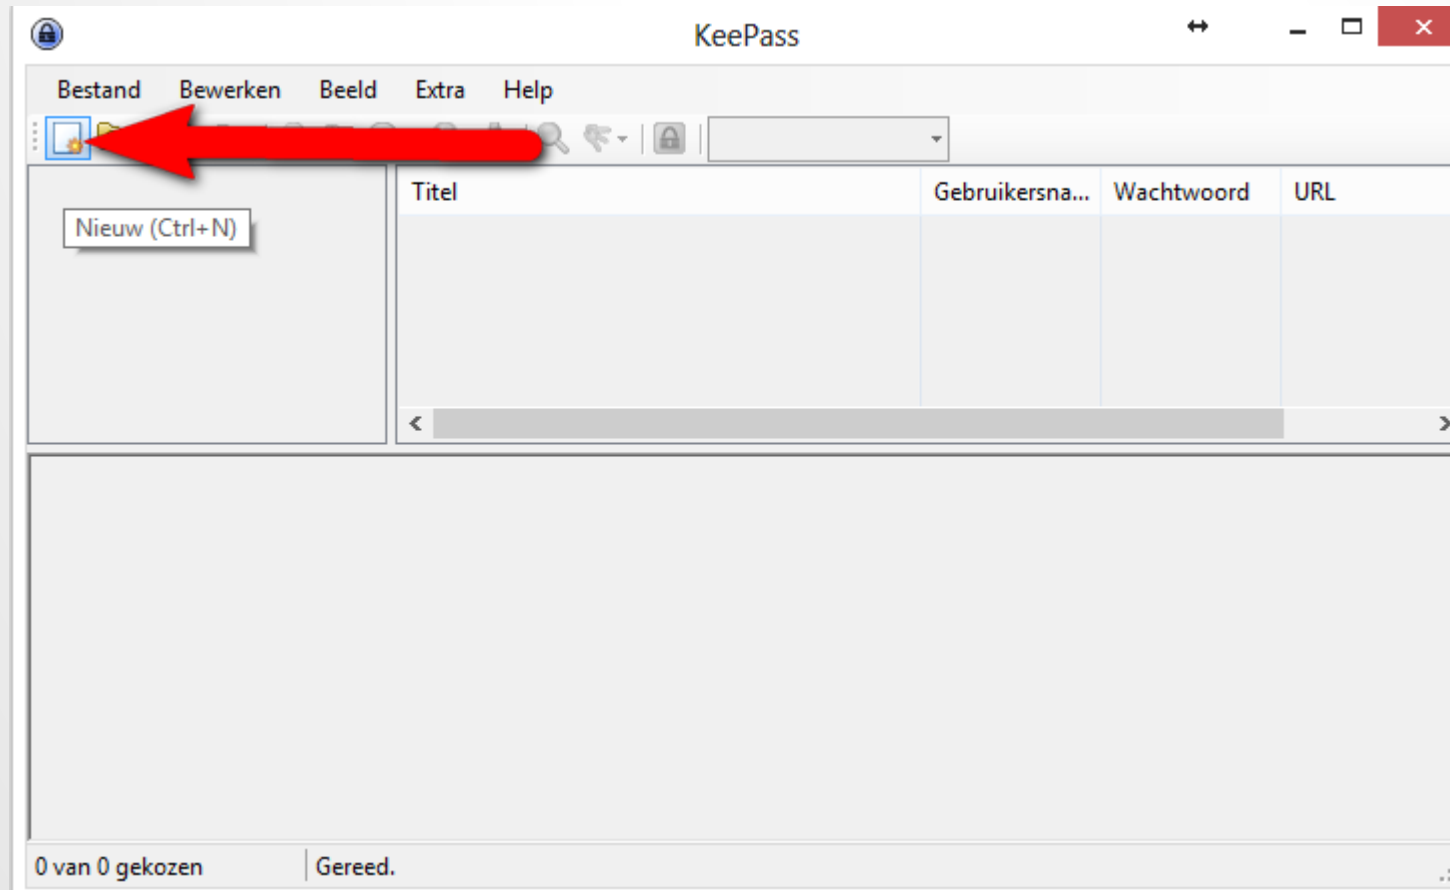 KeePass
Bestand Bewerken Beeld Extra Help
Titel Gebruikersna... Wachtwoord URL
Nieuw (Ctrl+N)
0 van 0 gekozen Gereed.